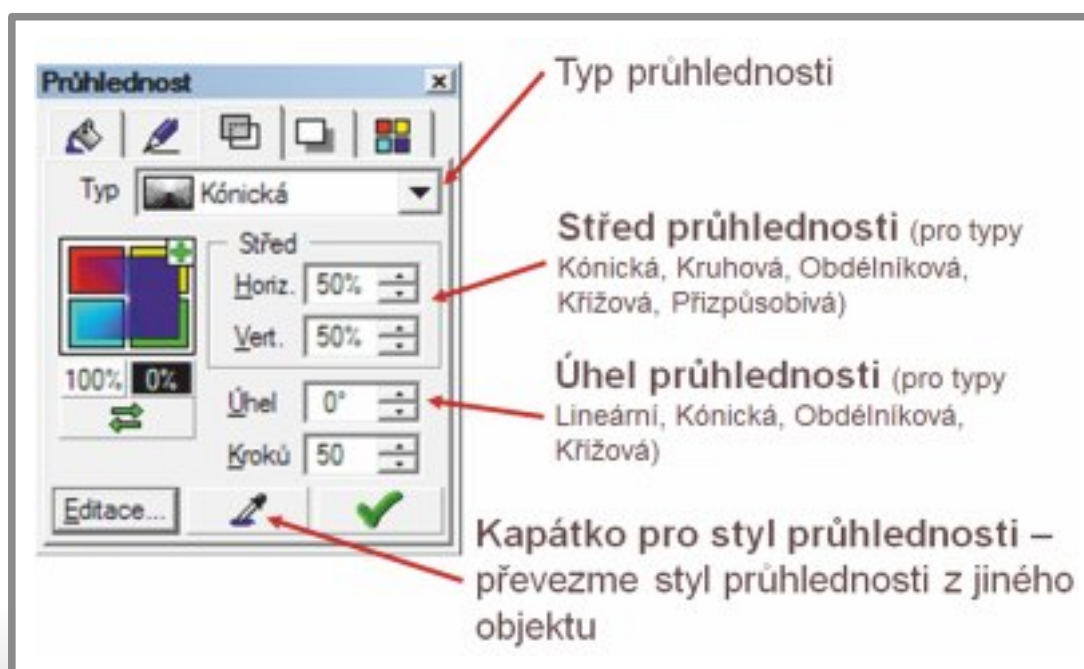 Průhlednost
Typ průhlednosti
Typ Kónická
Střed
Horiz. 50%
Vert. 50%
100% 0%
Úhel 0°
Kroků 50
Editace...
Střed průhlednosti (pro typy
Kónická, Kruhová, Obdélníková,
Křížová, Přizpůsobivá)
Úhel průhlednosti (pro typy
Lineární, Kónická, Obdélníková,
Křížová)
Kapátko pro styl průhlednosti –
převezme styl průhlednosti z jiného
objektu